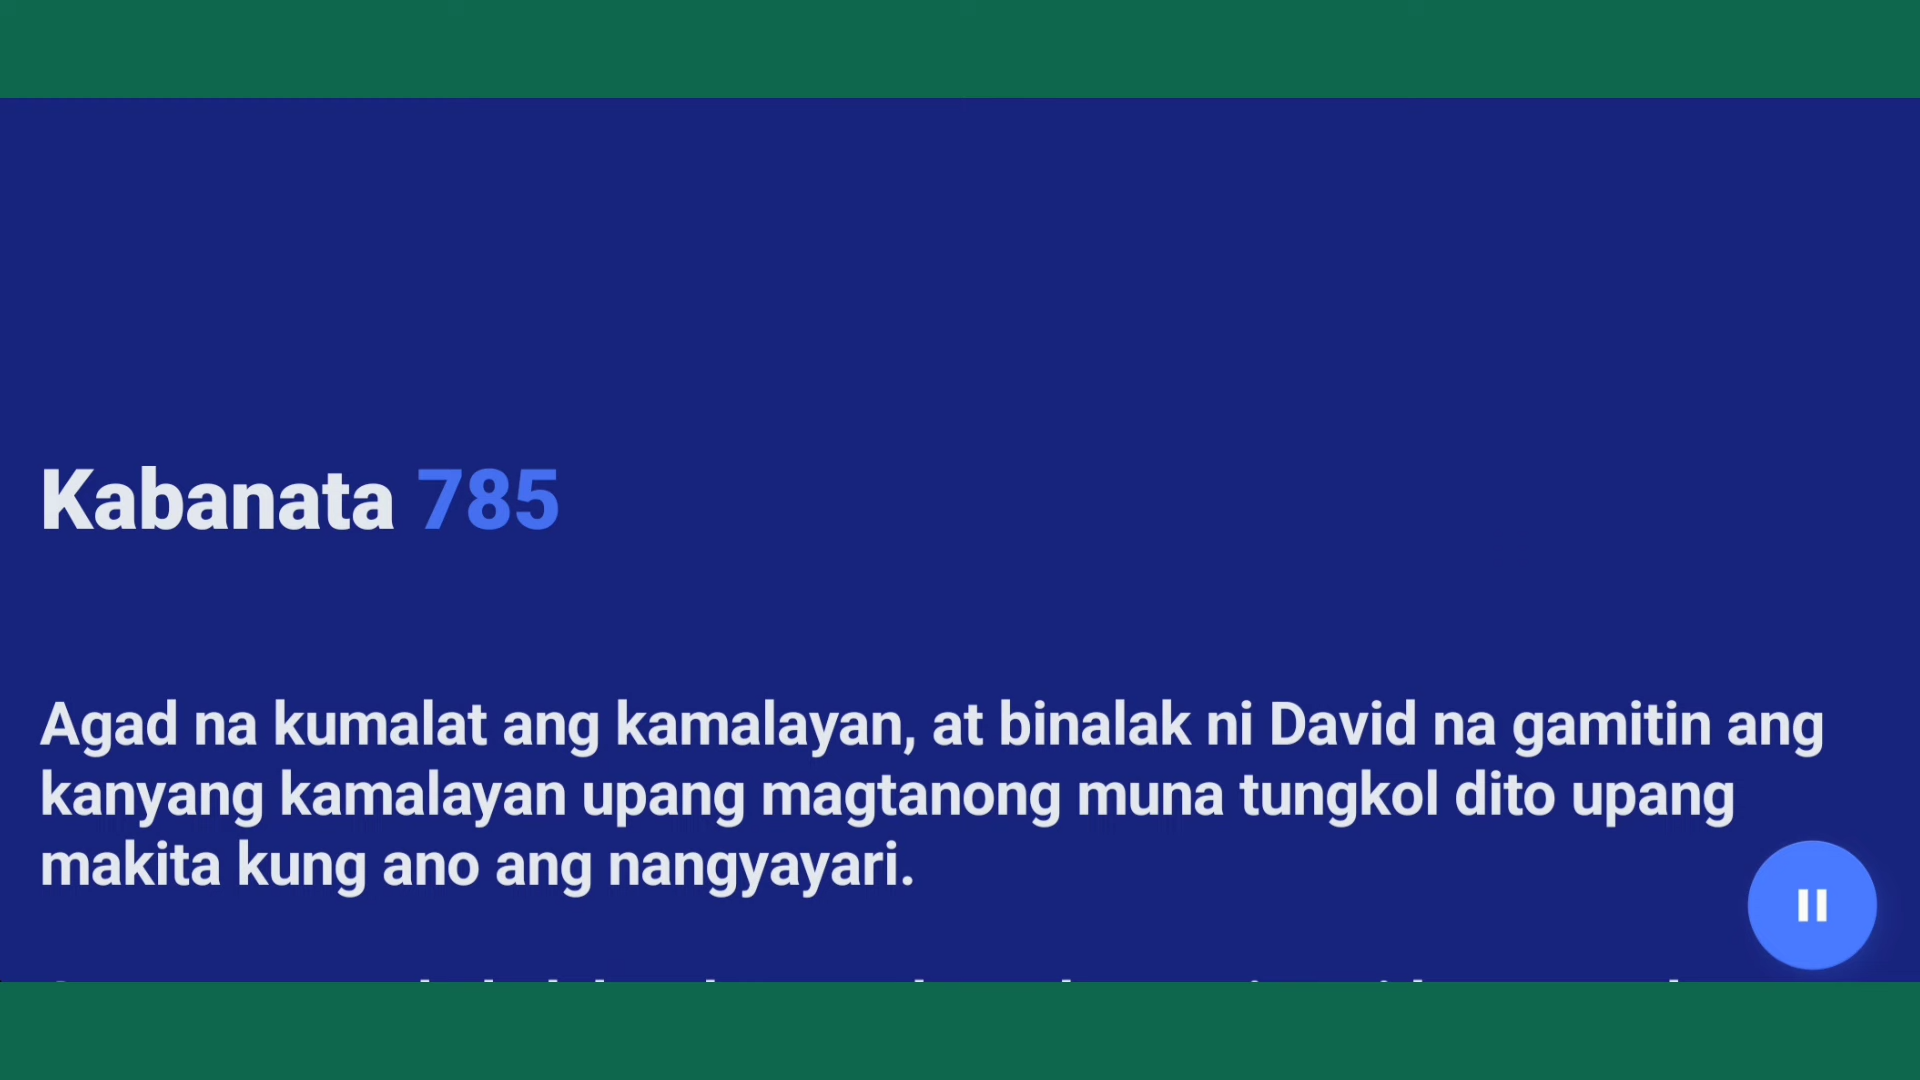 Kabanata 785
Agad na kumalat ang kamalayan, at binalak ni David na gamitin ang
kanyang kamalayan upang magtanong muna tungkol dito upang
makita kung ano ang nangyayari.